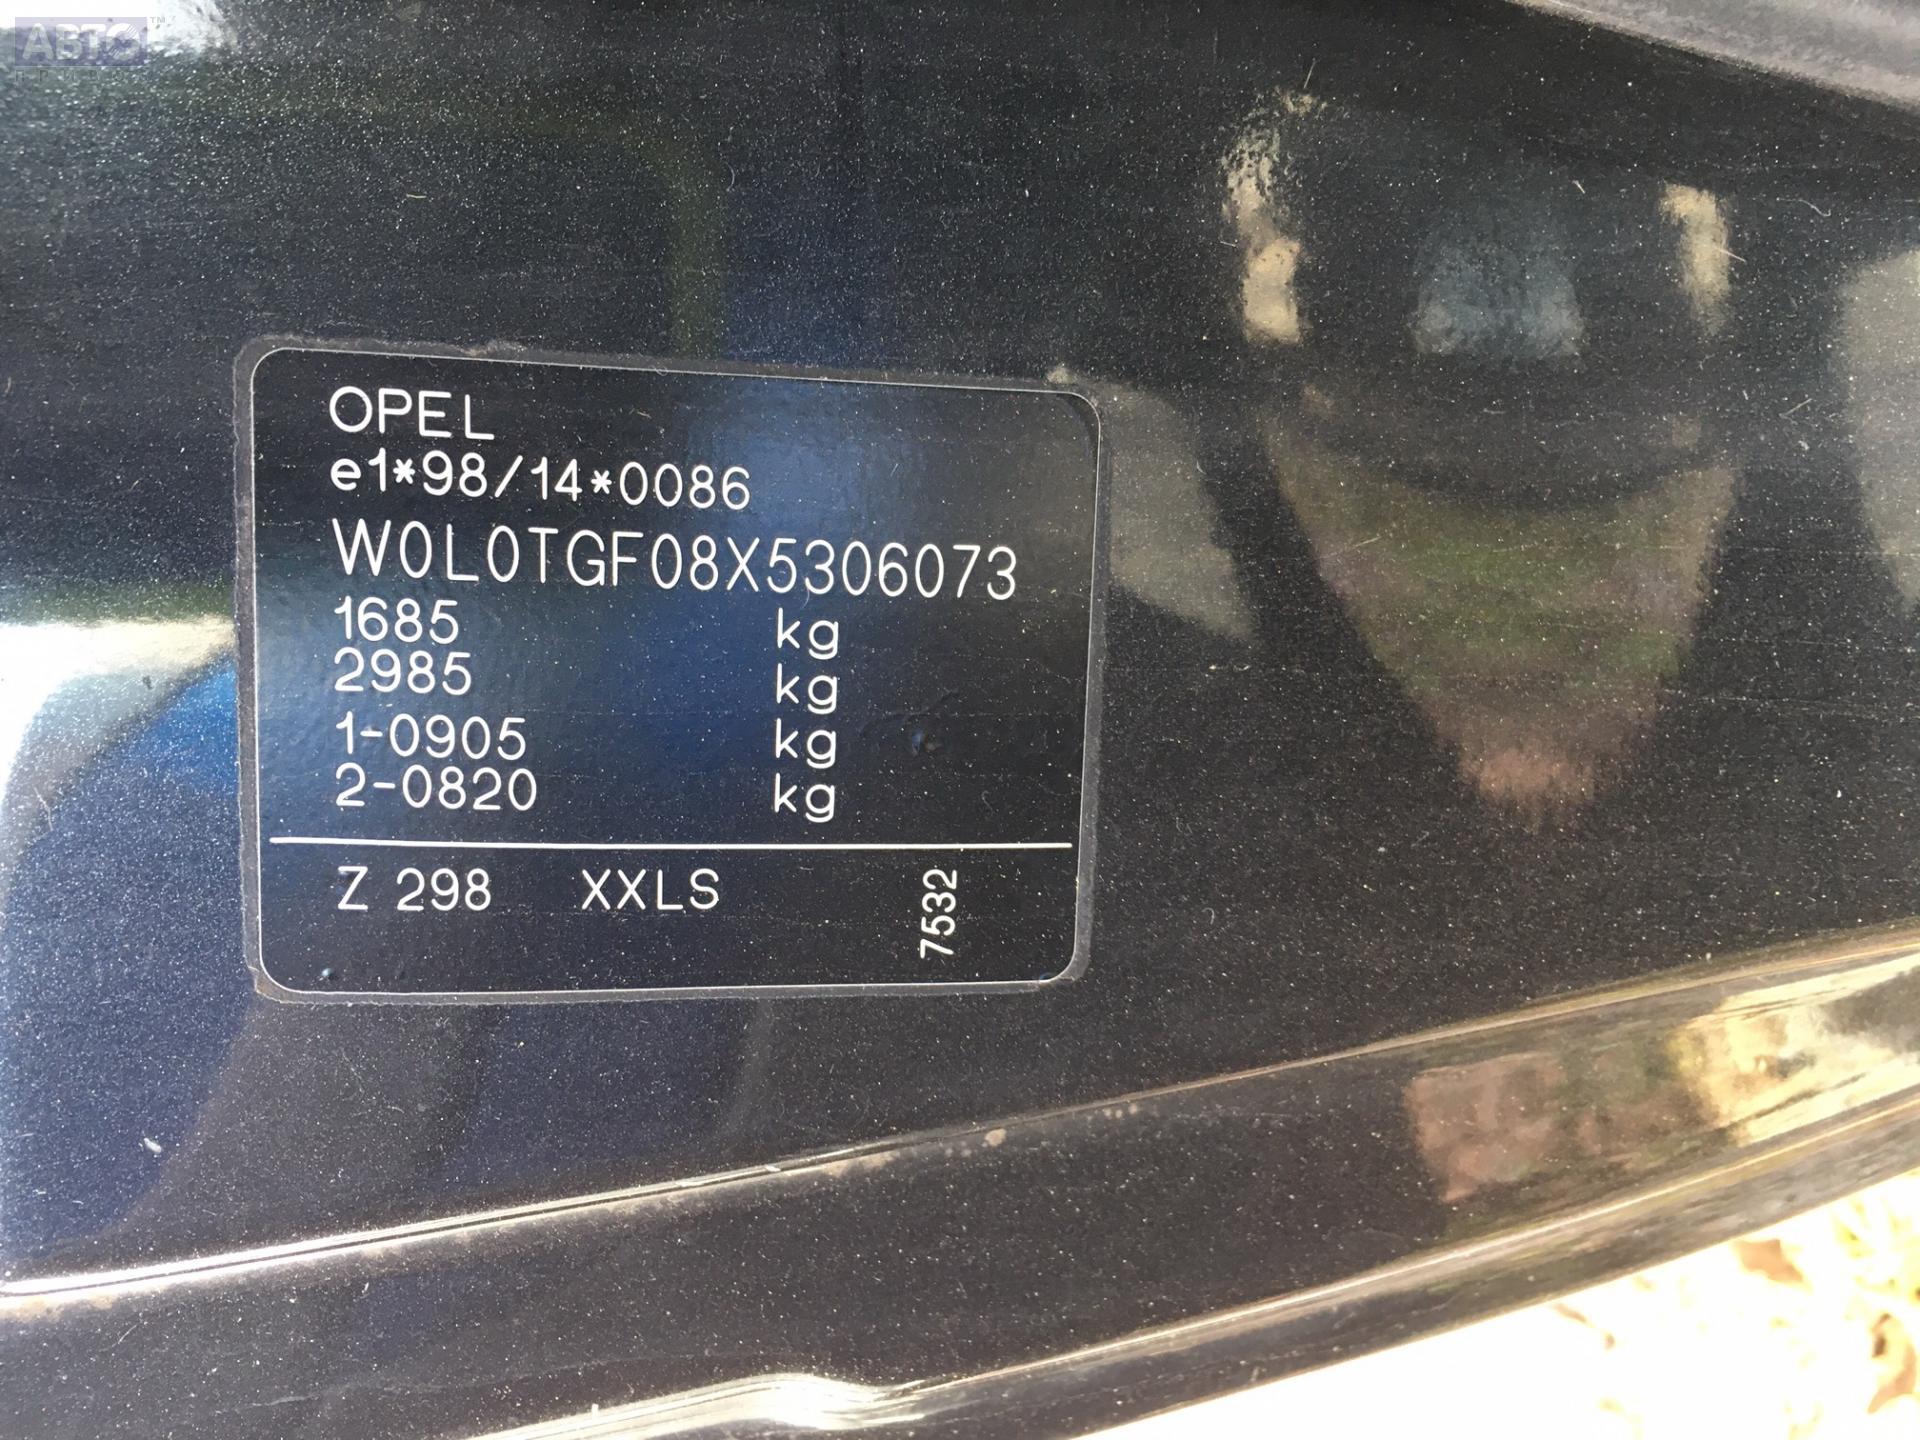 АВТО
OPEL
e1*98/14*0086
W0L0TGF08X5306073
1685 kg
2985 kg
1-0905 kg
2-0820 kg
Z 298 XXLS 7532